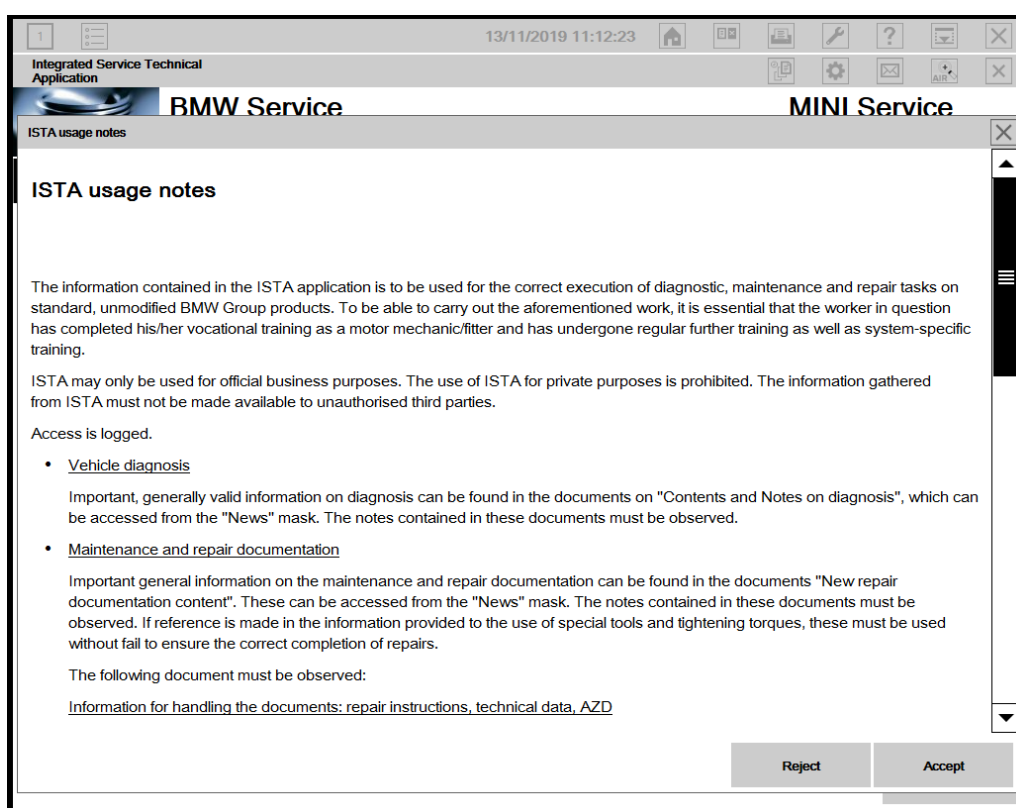 1
13/11/2019 11:12:23
?
Integrated Service Technical
Application
AIR
BMW Service
MINI Service
ISTA usage notes
ISTA usage notes
The information contained in the ISTA application is to be used for the correct execution of diagnostic, maintenance and repair tasks on
standard, unmodified BMW Group products. To be able to carry out the aforementioned work, it is essential that the worker in question
has completed his/her vocational training as a motor mechanic/fitter and has undergone regular further training as well as system-specific
training.
ISTA may only be used for official business purposes. The use of ISTA for private purposes is prohibited. The information gathered
from ISTA must not be made available to unauthorised third parties.
Access is logged.
• Vehicle diagnosis
Important, generally valid information on diagnosis can be found in the documents on "Contents and Notes on diagnosis", which can
be accessed from the "News" mask. The notes contained in these documents must be observed.
• Maintenance and repair documentation
Important general information on the maintenance and repair documentation can be found in the documents "New repair
documentation content". These can be accessed from the "News" mask. The notes contained in these documents must be
observed. If reference is made in the information provided to the use of special tools and tightening torques, these must be used
without fail to ensure the correct completion of repairs.
The following document must be observed:
Information for handling the documents: repair instructions, technical data, AZD
Reject
Accept